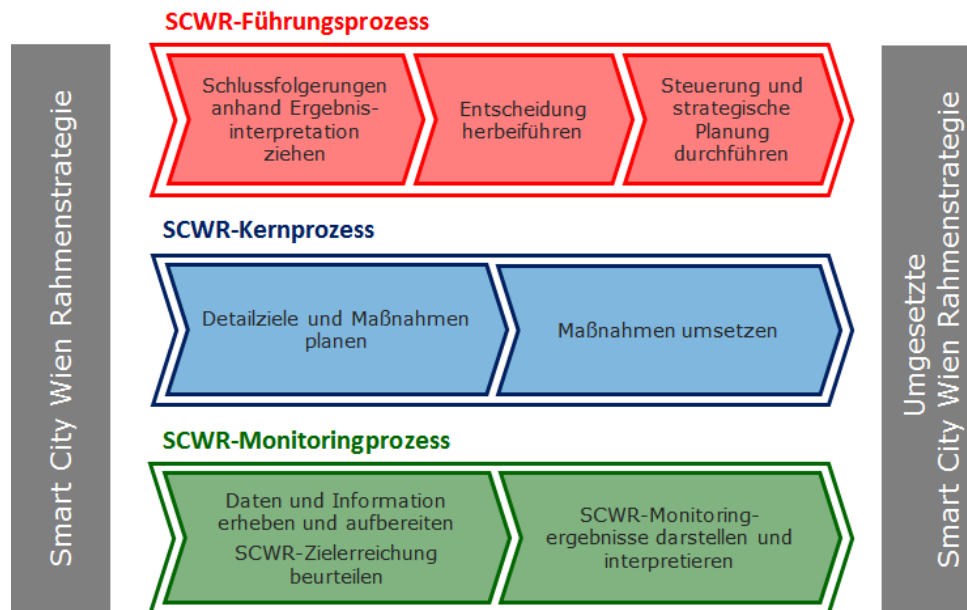 Smart City Wien Rahmenstrategie
SCWR-Führungsprozess
Schlussfolgerungen
anhand Ergebnis-
interpretation
ziehen
Entscheidung
herbeiführen
Steuerung und
strategische
Planung
durchführen
SCWR-Kernprozess
Detailziele und Maßnahmen
planen
Maßnahmen umsetzen
SCWR-Monitoringprozess
Daten und Information
erheben und aufbereiten
SCWR-Zielerreichung
beurteilen
SCWR-Monitoring-
ergebnisse darstellen und
interpretieren
Umgesetzte
Smart City Wien Rahmenstrategie